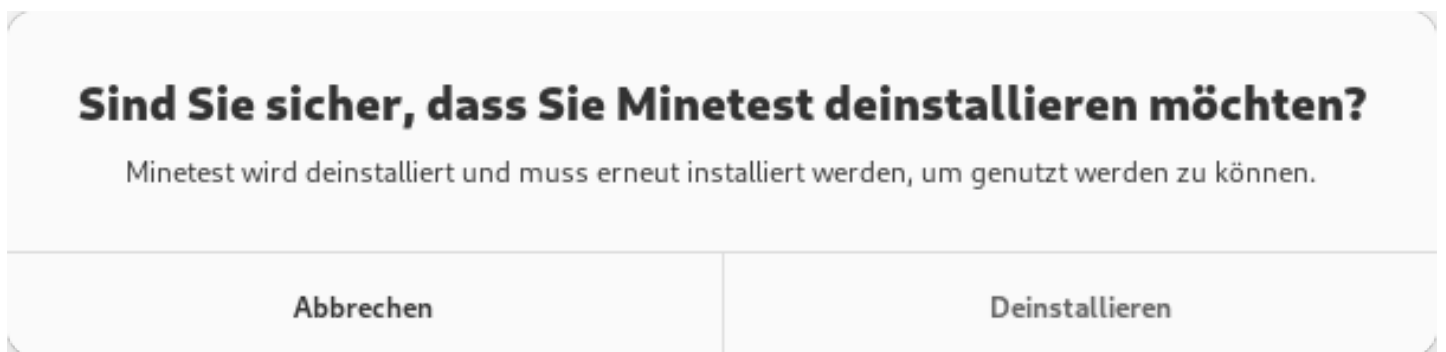 Sind Sie sicher, dass Sie Minetest deinstallieren möchten?
Minetest wird deinstalliert und muss erneut installiert werden, um genutzt werden zu können.
Abbrechen
Deinstallieren